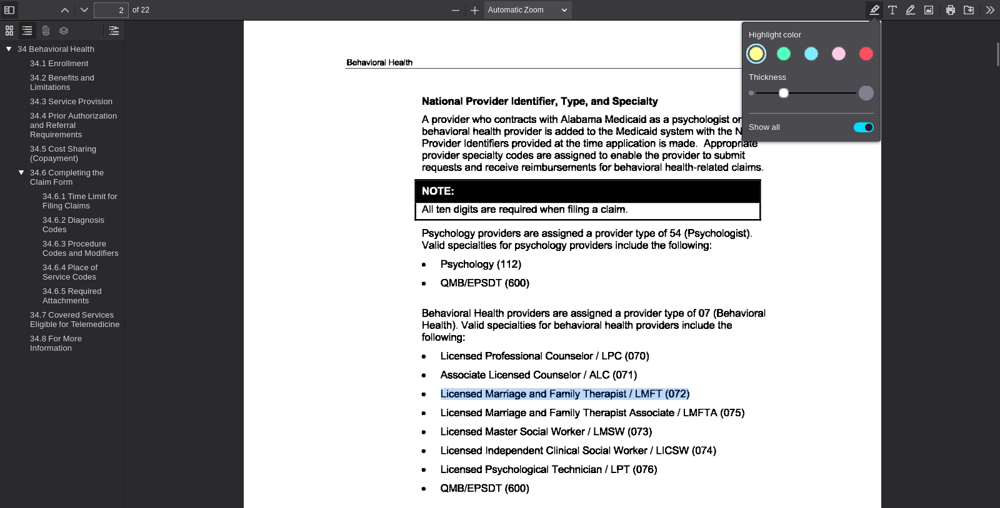 2
of 22
Automatic Zoom
34 Behavioral Health
34.1 Enrollment
34.2 Benefits and
Limitations
34.3 Service Provision
34.4 Prior Authorization
and Referral
Requirements
34.5 Cost Sharing
(Copayment)
34.6 Completing the
Claim Form
34.6.1 Time Limit for
Filing Claims
34.6.2 Diagnosis
Codes
34.6.3 Procedure
Codes and Modifiers
34.6.4 Place of
Service Codes
34.6.5 Required
Attachments
34.7 Covered Services
Eligible for Telemedicine
34.8 For More
Information
Highlight color
Thickness
Show all
Behavioral Health
National Provider Identifier, Type, and Specialty
A provider who contracts with Alabama Medicaid as a psychologist or
behavioral health provider is added to the Medicaid system with the
Provider Identifiers provided at the time application is made. Appropriate
provider specialty codes are assigned to enable the provider to submit
requests and receive reimbursements for behavioral health-related claims.
NOTE:
All ten digits are required when filing a claim.
Psychology providers are assigned a provider type of 54 (Psychologist).
Valid specialties for psychology providers include the following:
• Psychology (112)
• QMB/EPSDT (600)
Behavioral Health providers are assigned a provider type of 07 (Behavioral
Health). Valid specialties for behavioral health providers include the
following:
• Licensed Professional Counselor / LPC (070)
• Associate Licensed Counselor / ALC (071)
• Licensed Marriage and Family Therapist / LMFT (072)
• Licensed Marriage and Family Therapist Associate / LMFTA (075)
• Licensed Master Social Worker / LMSW (073)
• Licensed Independent Clinical Social Worker / LICSW (074)
• Licensed Psychological Technician / LPT (076)
• QMB/EPSDT (600)